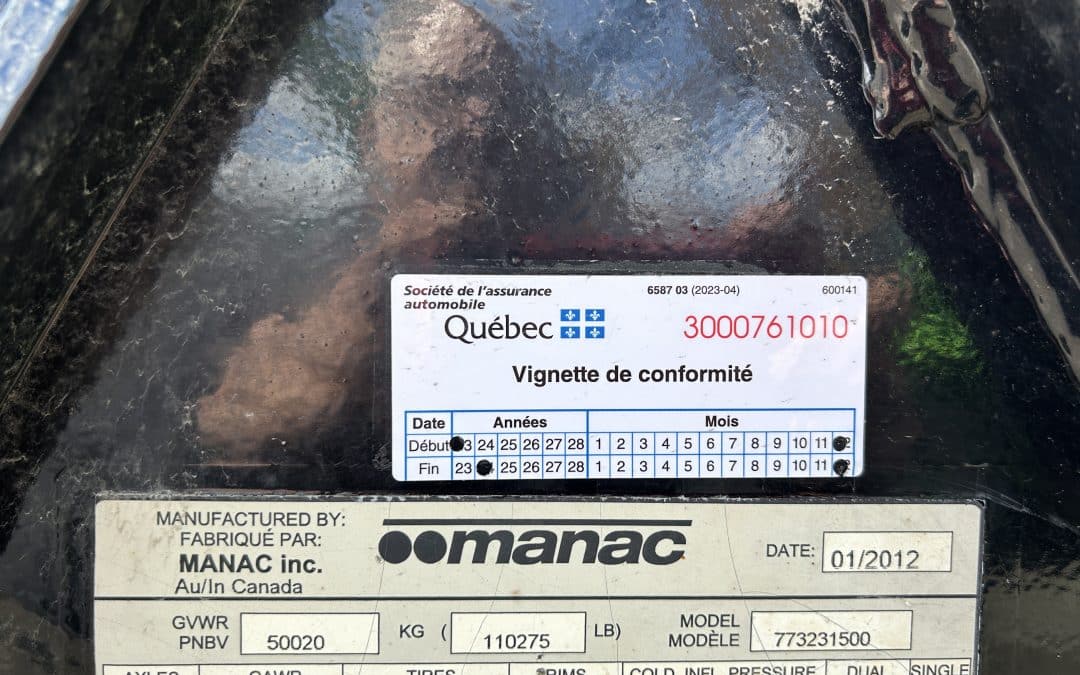 Société de l'assurance 6587 03 (2023-04) 600141
automobile
Québec 3000761010
Vignette de conformité
Date Années Mois
Début 3 24 25 26 27 28 1 2 3 4 5 6 7 8 9 10 11
Fin 23 25 26 27 28 1 2 3 4 5 6 7 8 9 10 11
MANUFACTURED BY:
FABRIQUÉ PAR:
MANAC inc.
Au/In Canada
manac
DATE: 01/2012
GVWR
PNBV 50020 KG ( 110275 LB)
MODEL
MODÈLE 773231500
AXLES GAWR TIRES RIMS COLD INFL PRESSURE DUAL SINGLE